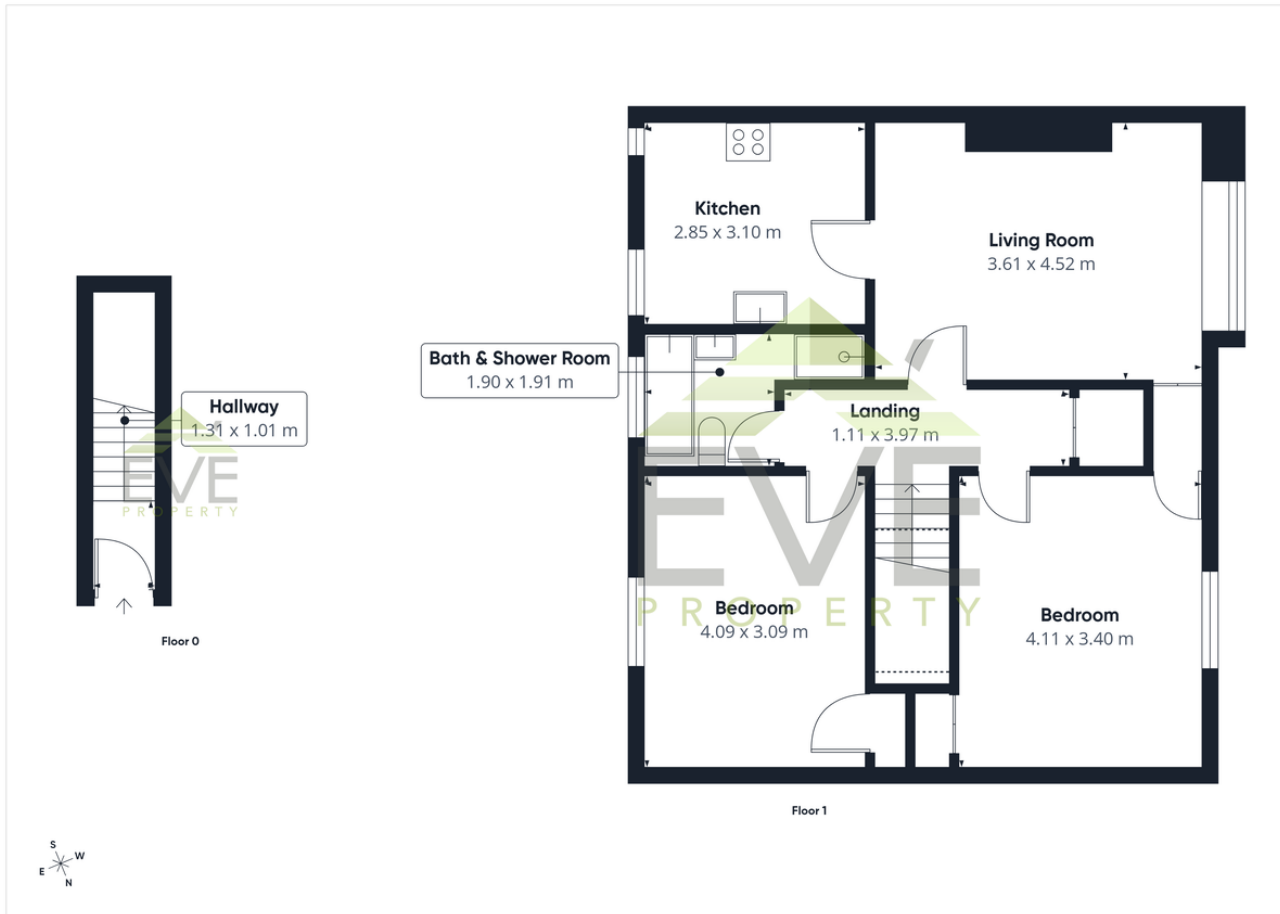 Kitchen
2.85 x 3.10 m
Living Room
3.61 x 4.52 m
Bath & Shower Room
1.90 x 1.91 m
Hallway
1.31 x 1.01 m
Landing
1.11 x 3.97 m
EVE
PROPERTY
EVE
PROPERTY
Bedroom
4.09 x 3.09 m
Bedroom
4.11 x 3.40 m
Floor 0
Floor 1
S
W
E
N